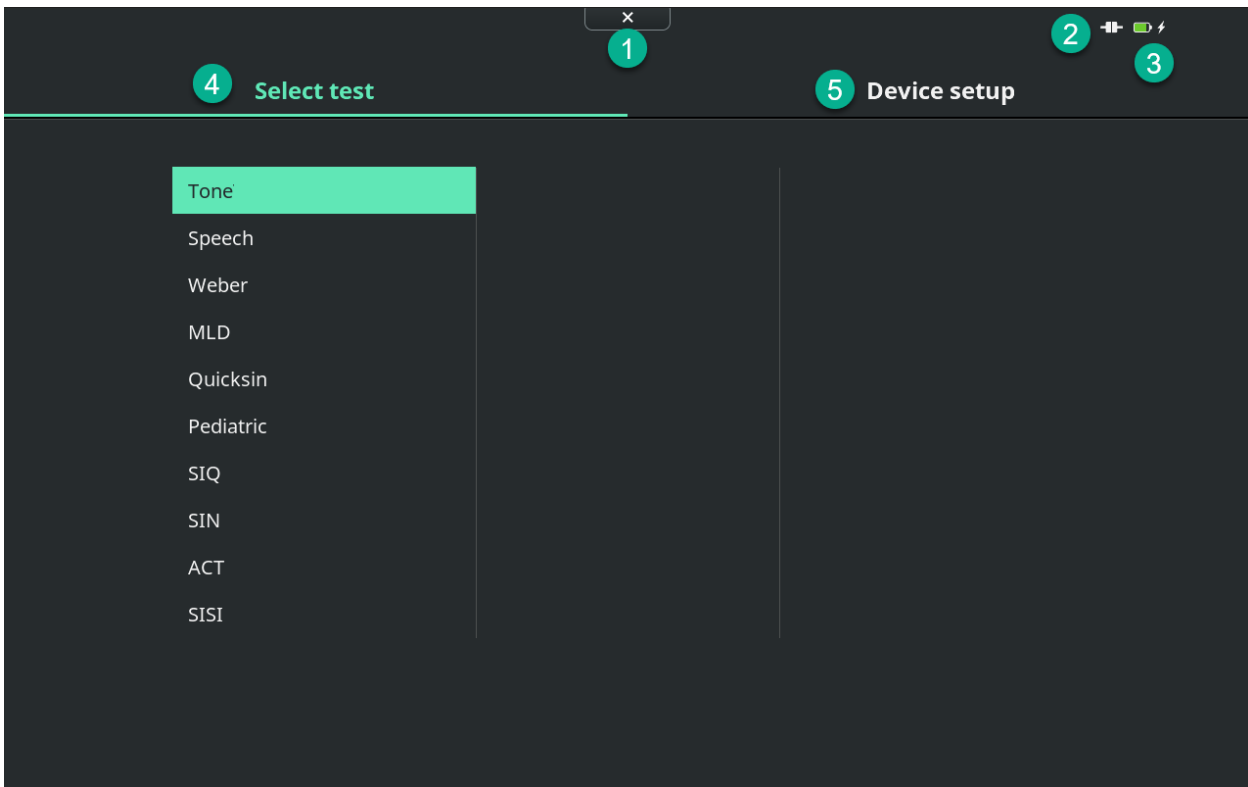 ×
1
2
3
4 Select test
5 Device setup
Tone
Speech
Weber
MLD
Quicksin
Pediatric
SIQ
SIN
ACT
SISI